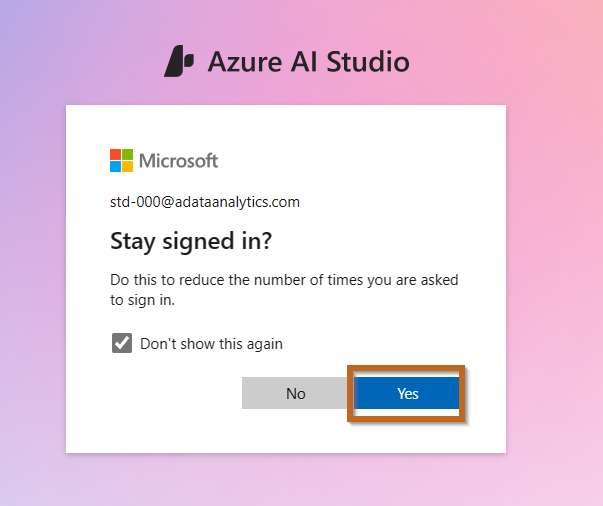 Azure AI Studio
Microsoft
std-000@adataanalytics.com
Stay signed in?
Do this to reduce the number of times you are asked
to sign in.
Don't show this again
No
Yes